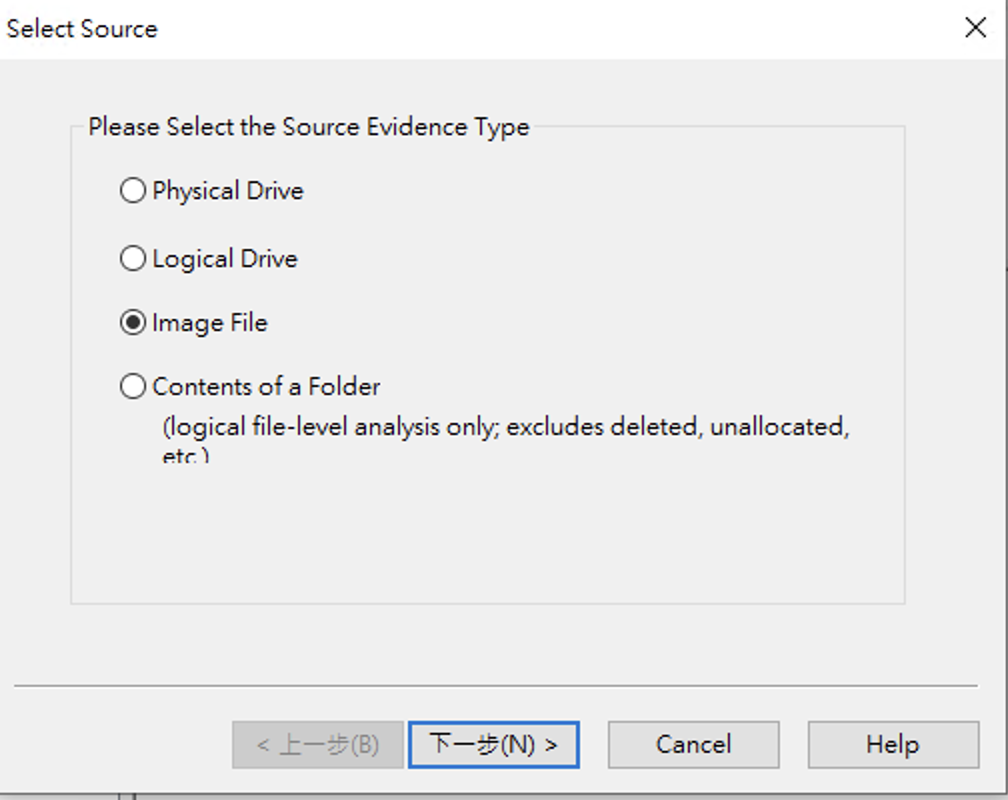 Select Source
Please Select the Source Evidence Type
Physical Drive
Logical Drive
Image File
Contents of a Folder
(logical file-level analysis only; excludes deleted, unallocated,
etc.)
< 上一步(B)
下一步(N) >
Cancel
Help